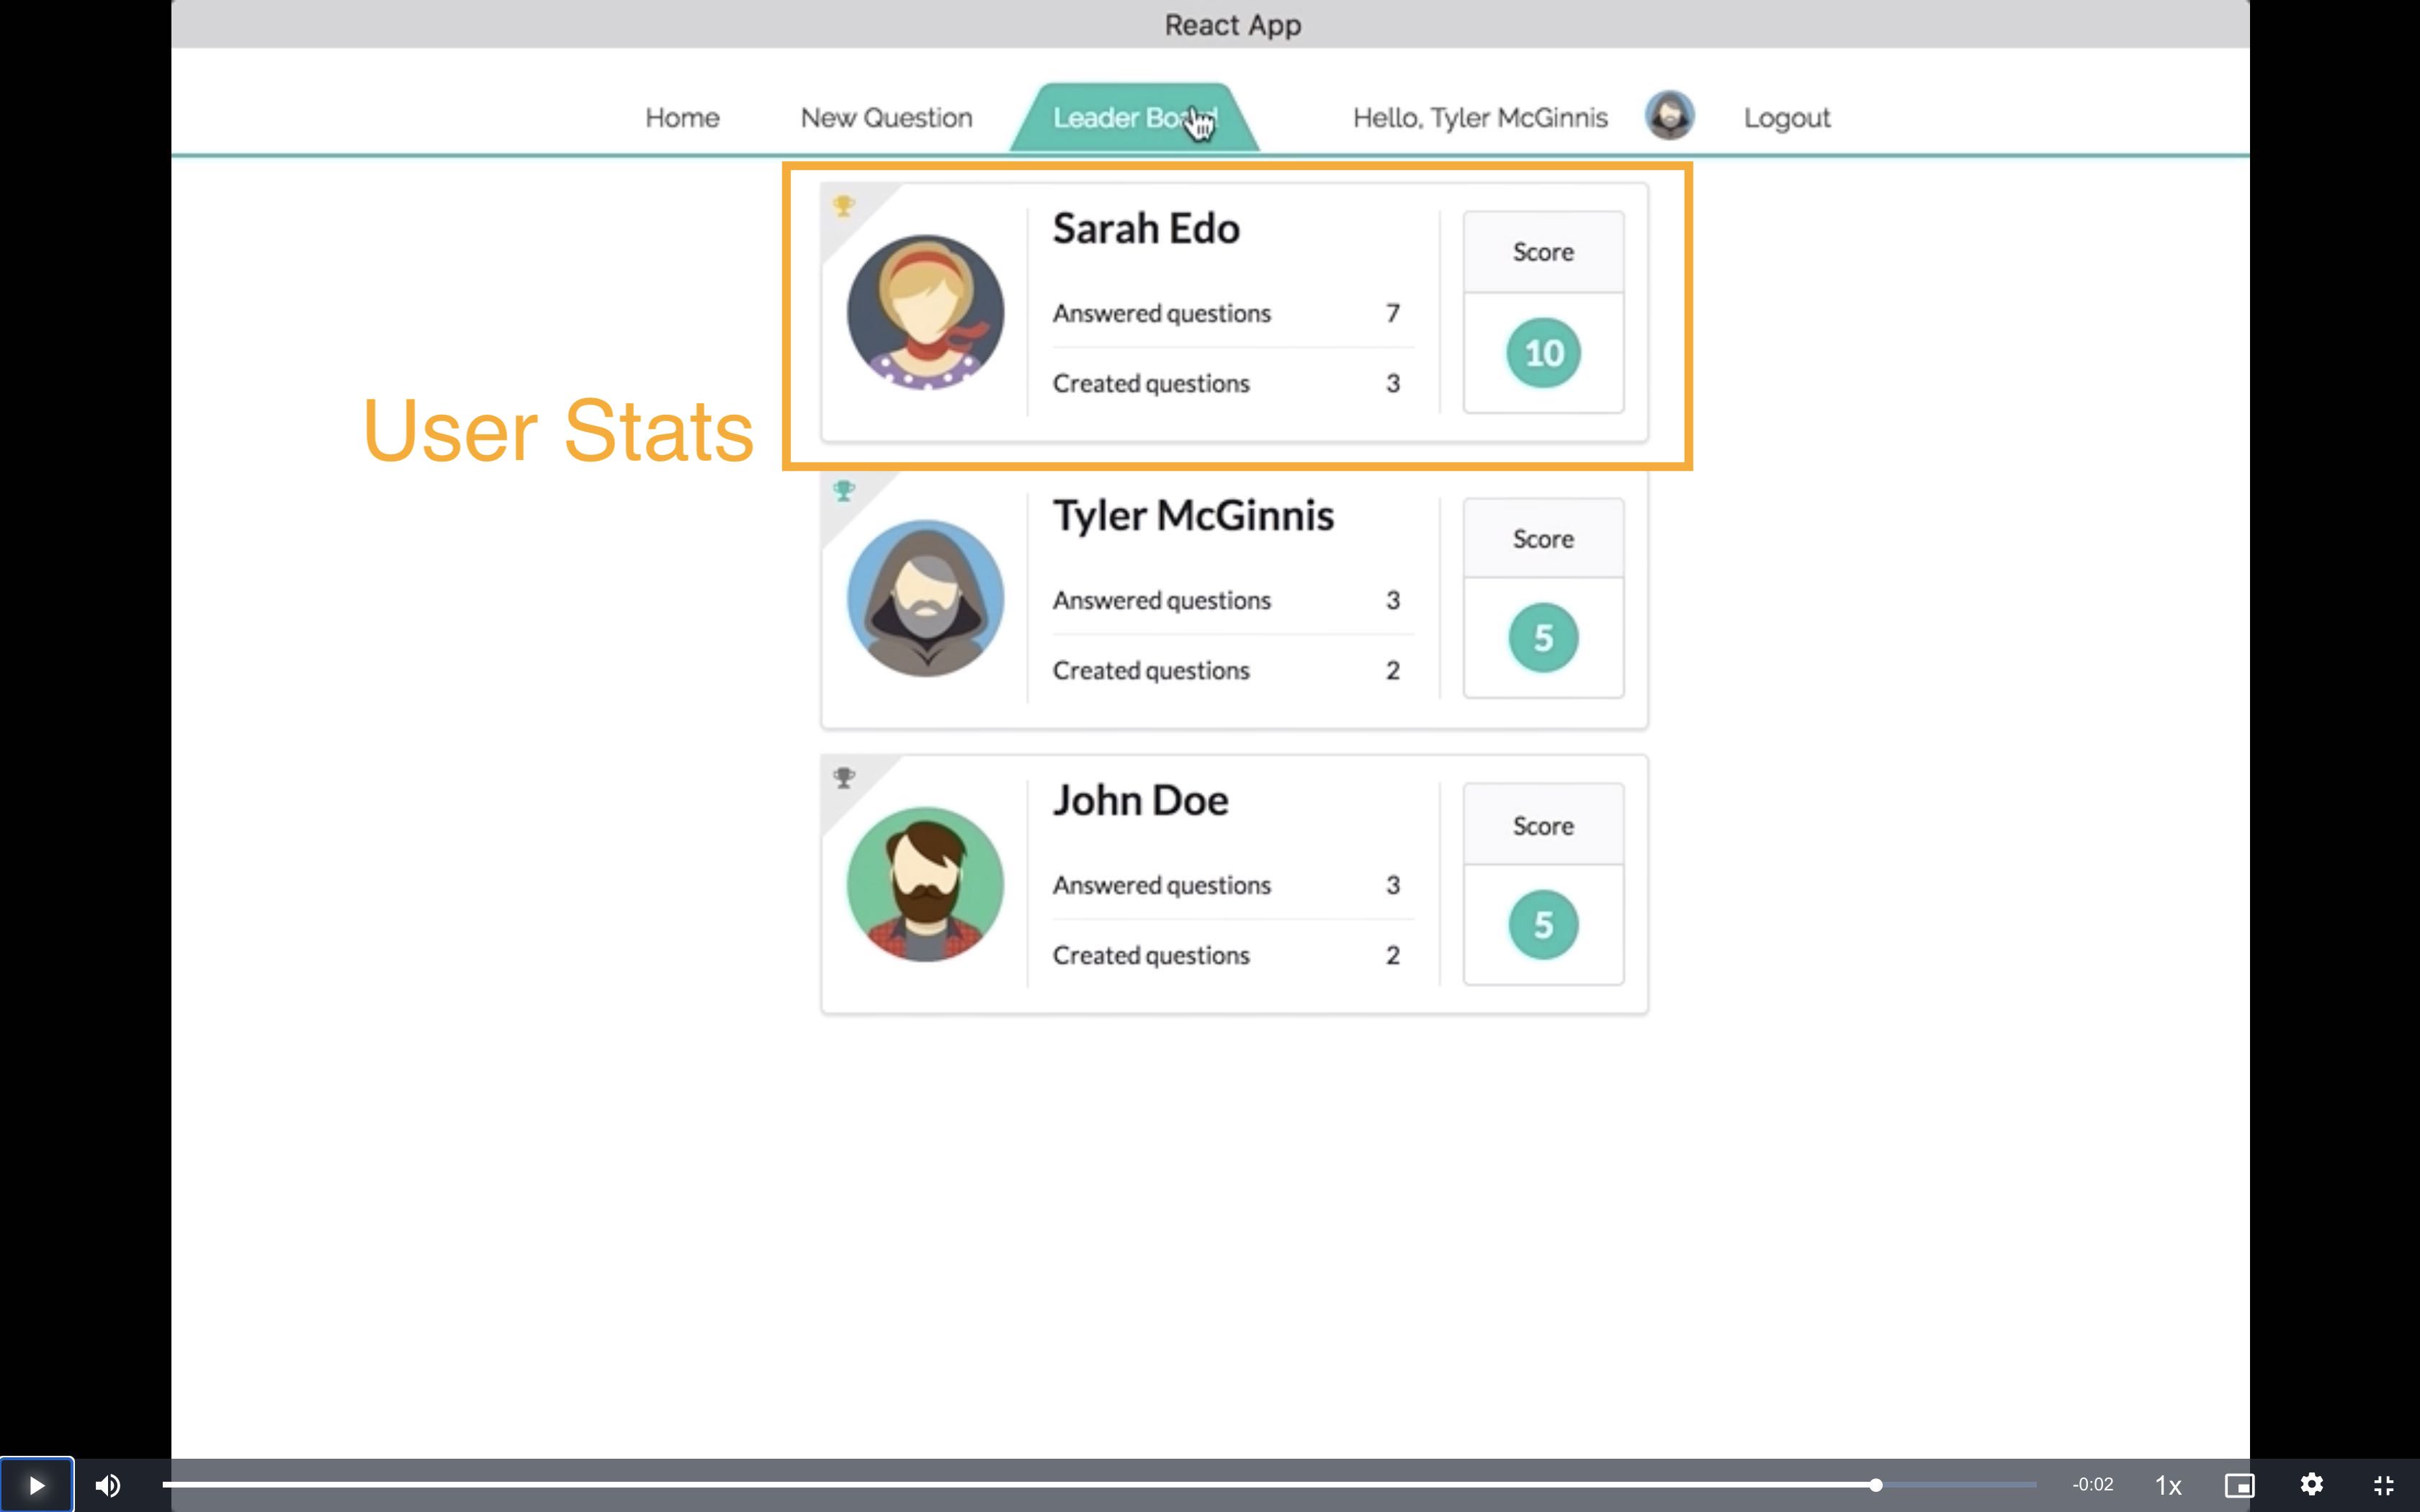 React App
Home New Question Leader Board Hello, Tyler McGinnis Logout
Sarah Edo
Score
Answered questions 7
10
Created questions 3
User Stats
Tyler McGinnis
Score
Answered questions 3
5
Created questions 2
John Doe
Score
Answered questions 3
5
Created questions 2
-0:02 1x